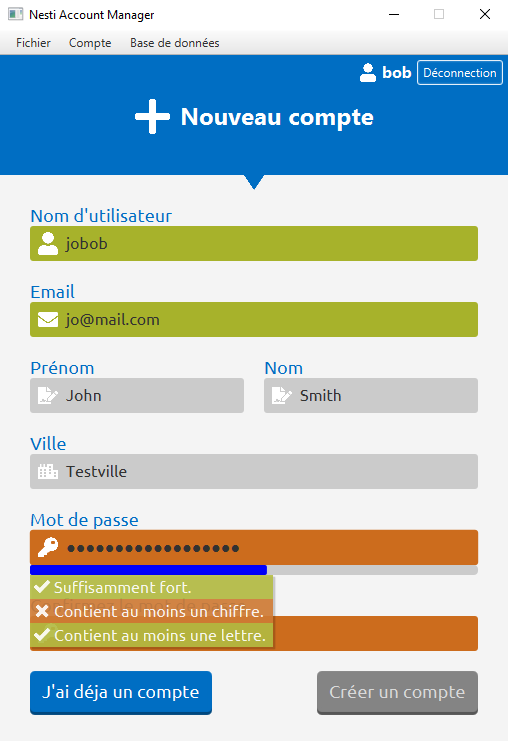 Nesti Account Manager
Fichier Compte Base de données
bob Déconnection
Nouveau compte
Nom d'utilisateur
jobob
Email
jo@mail.com
Prénom Nom
John Smith
Ville
Testville
Mot de passe
●●●●●●●●●●●●●●●●●●
Suffisamment fort.
Contient au moins un chiffre.
Contient au moins une lettre.
J'ai déja un compte Créer un compte